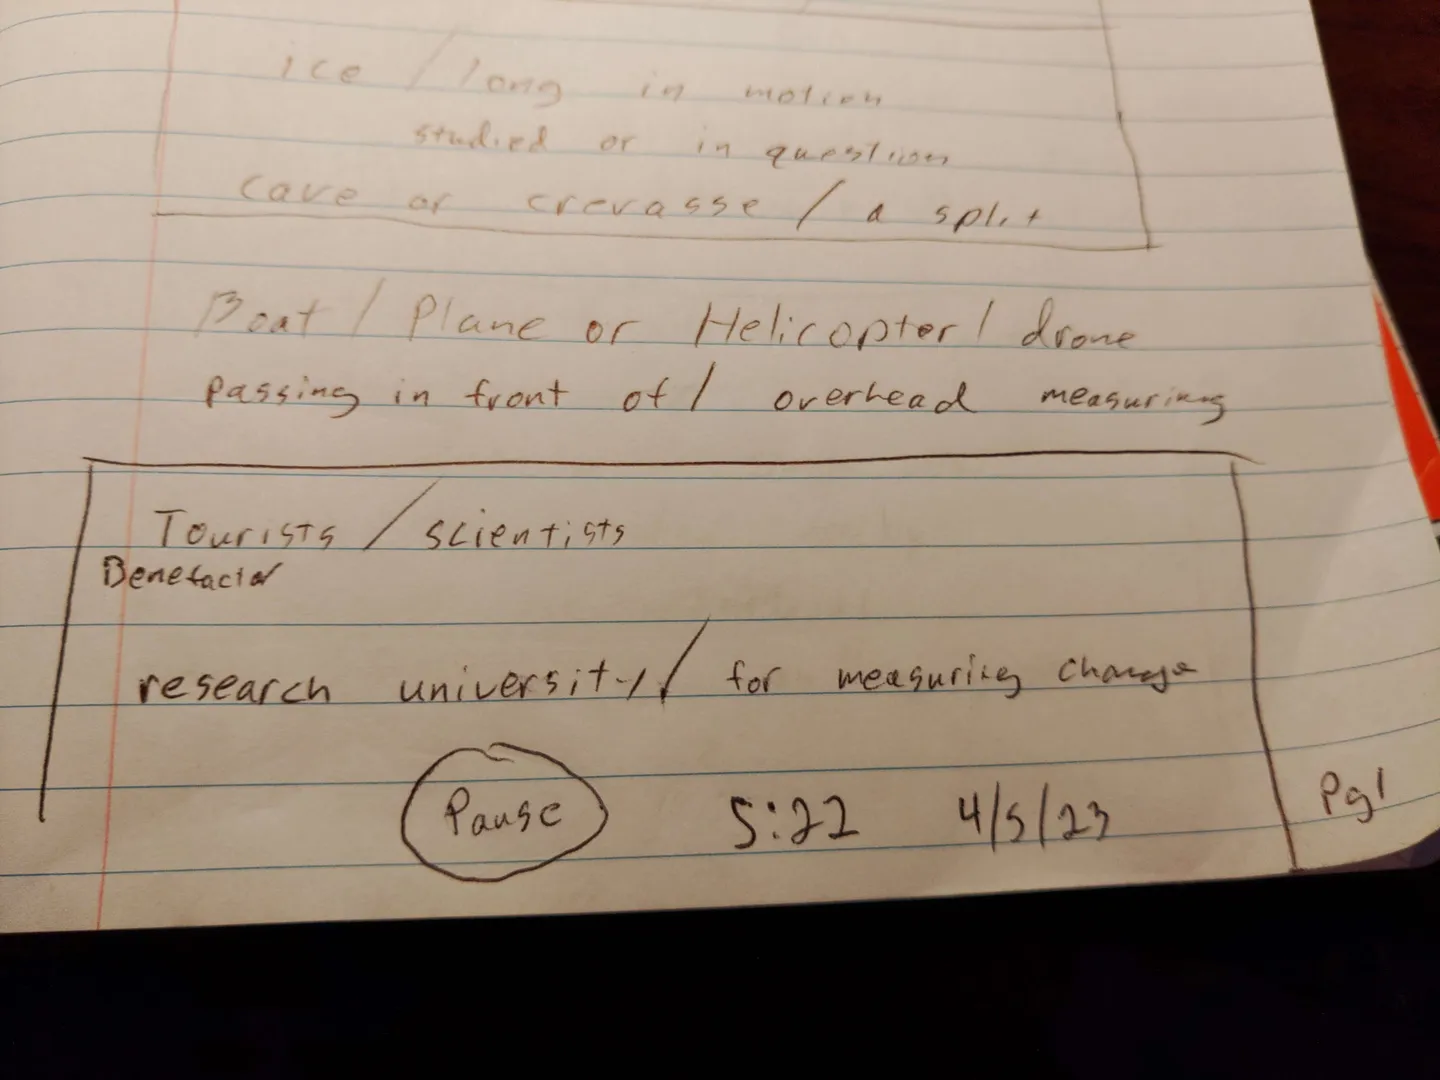 ice / long in motion
studied or in question
cave or crevasse / a split
Boat / Plane or Helicopter / drone
passing in front of / overhead measuring
Tourists / scientists
Benefactor
research university / for measuring change
Pause 5:22 4/5/23
Pg1